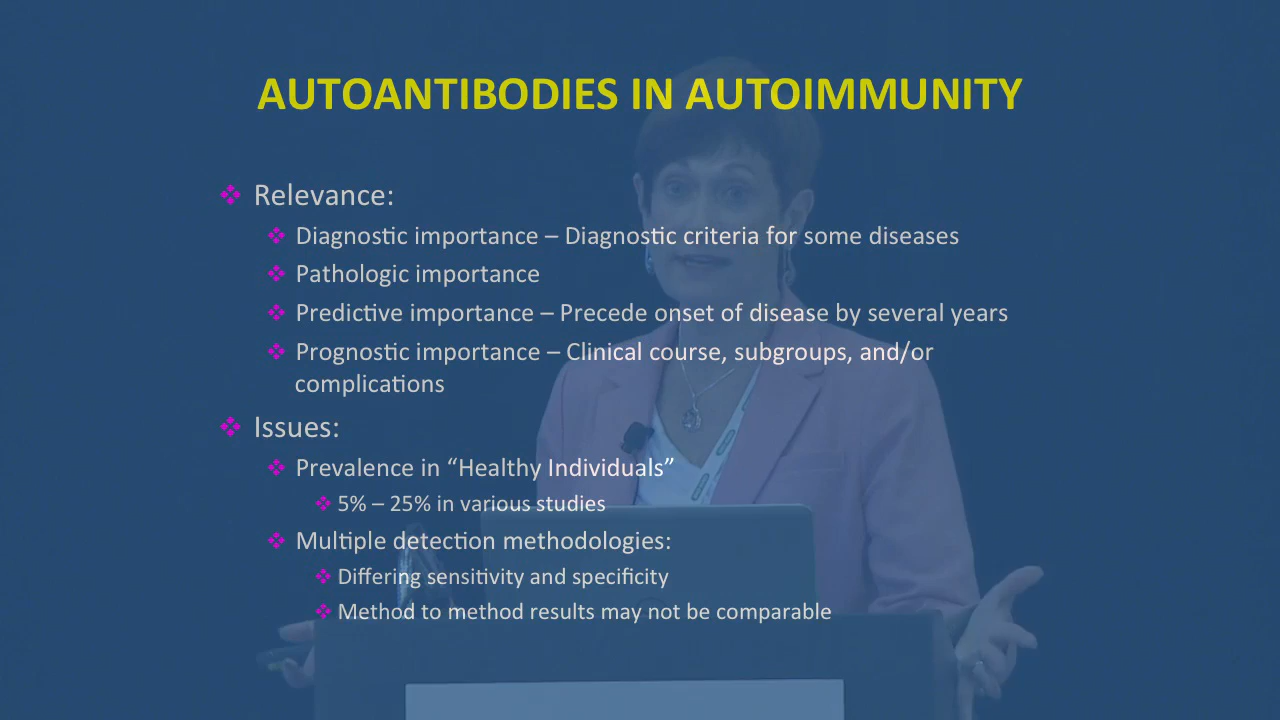 AUTOANTIBODIES IN AUTOIMMUNITY
Relevance:
Diagnostic importance – Diagnostic criteria for some diseases
Pathologic importance
Predictive importance – Precede onset of disease by several years
Prognostic importance – Clinical course, subgroups, and/or
complications
Issues:
Prevalence in “Healthy Individuals”
5% – 25% in various studies
Multiple detection methodologies:
Differing sensitivity and specificity
Method to method results may not be comparable